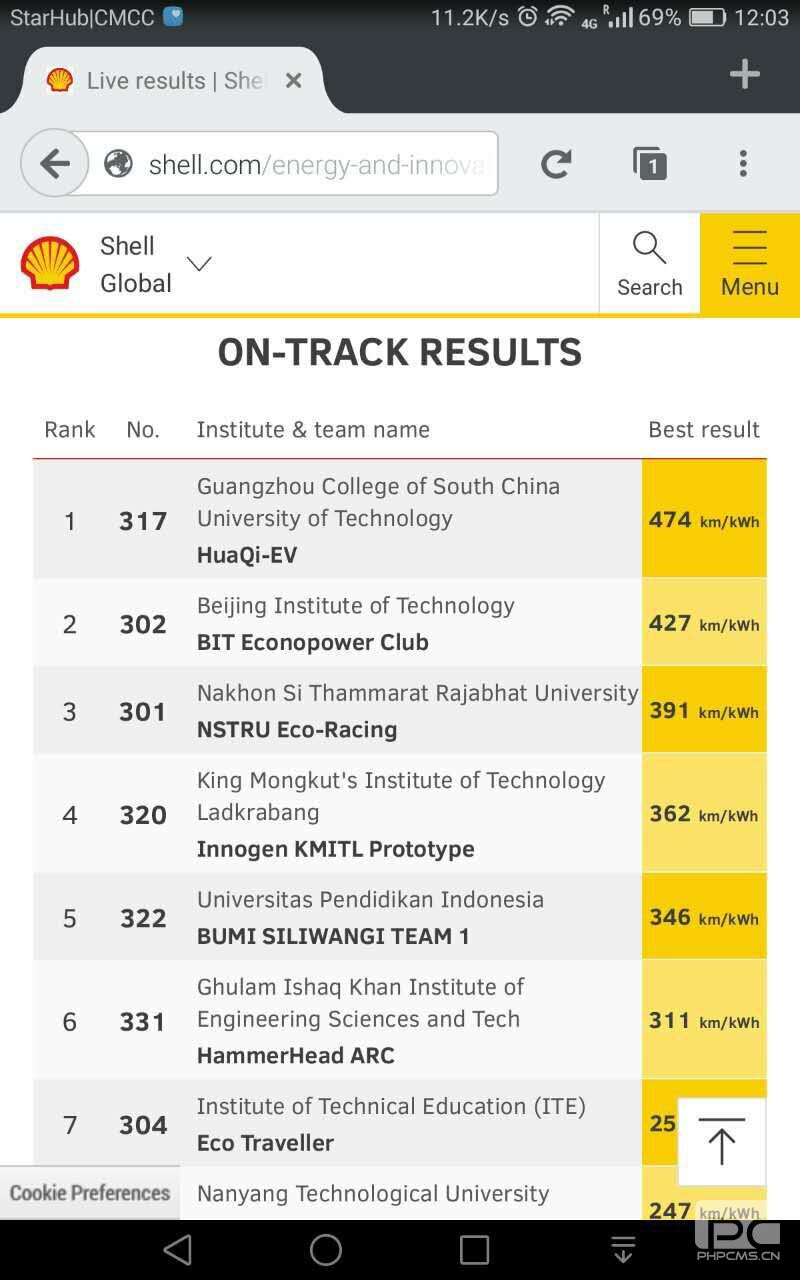 StarHub|CMCC 11.2K/s 4G R 69% 12:03
Live results | She
shell.com/energy-and-innova
1
Shell
Global
Search
Menu
ON-TRACK RESULTS
Rank No. Institute & team name Best result
Guangzhou College of South China
1 317 University of Technology 474 km/kWh
HuaQi-EV
Beijing Institute of Technology
2 302 427 km/kWh
BIT Econopower Club
Nakhon Si Thammarat Rajabhat University
3 301 391 km/kWh
NSTRU Eco-Racing
King Mongkut's Institute of Technology
4 320 Ladkrabang 362 km/kWh
Innogen KMITL Prototype
Universitas Pendidikan Indonesia
5 322 346 km/kWh
BUMI SILIWANGI TEAM 1
Ghulam Ishaq Khan Institute of
6 331 Engineering Sciences and Tech 311 km/kWh
HammerHead ARC
Institute of Technical Education (ITE)
7 304 25
Eco Traveller
Cookie Preferences Nanyang Technological University
247 km/kWh
PC
PHPCMS.CN